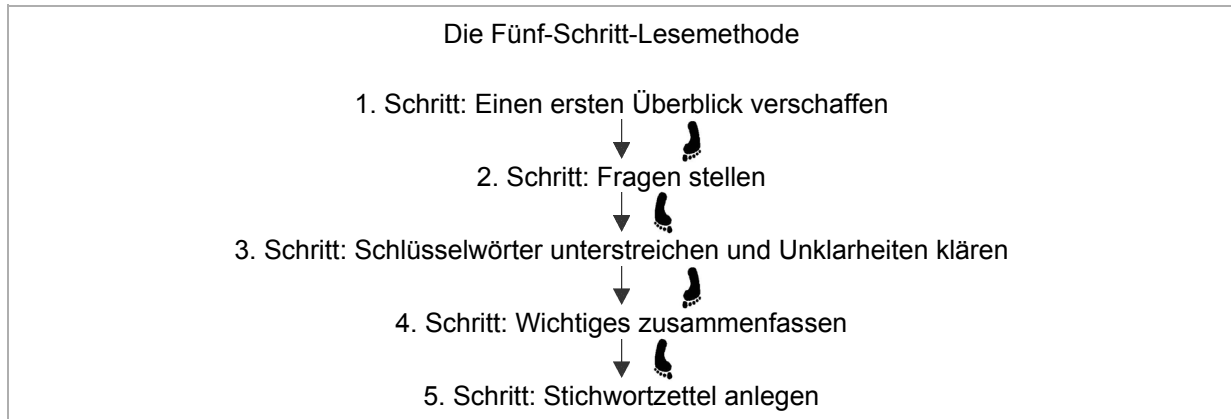 Die Fünf-Schritt-Lesemethode
1. Schritt: Einen ersten Überblick verschaffen
2. Schritt: Fragen stellen
3. Schritt: Schlüsselwörter unterstreichen und Unklarheiten klären
4. Schritt: Wichtiges zusammenfassen
5. Schritt: Stichwortzettel anlegen